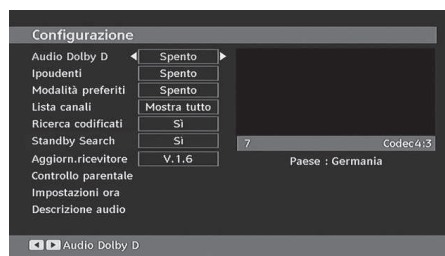 Configurazione
Audio Dolby D Spento
Ipoudenti Spento
Modalità preferiti Spento
Lista canali Mostra tutto
Ricerca codificati Sì
Standby Search Sì
Aggiorn.ricevitore V.1.6
Controllo parentale
Impostazioni ora
Descrizione audio
7 Codec4:3
Paese : Germania
Audio Dolby D